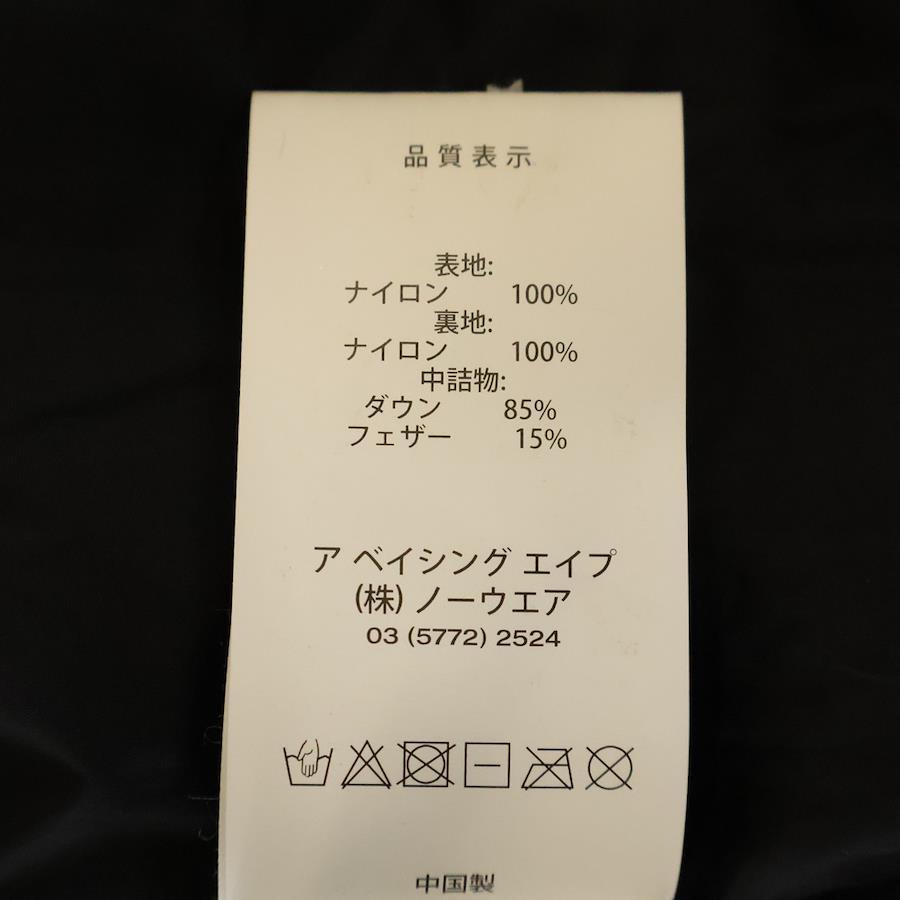 品質表示
表地:
ナイロン 100%
裏地:
ナイロン 100%
中詰物:
ダウン 85%
フェザー 15%
ア ベイシング エイプ
(株) ノーウエア
03 (5772) 2524
中国製